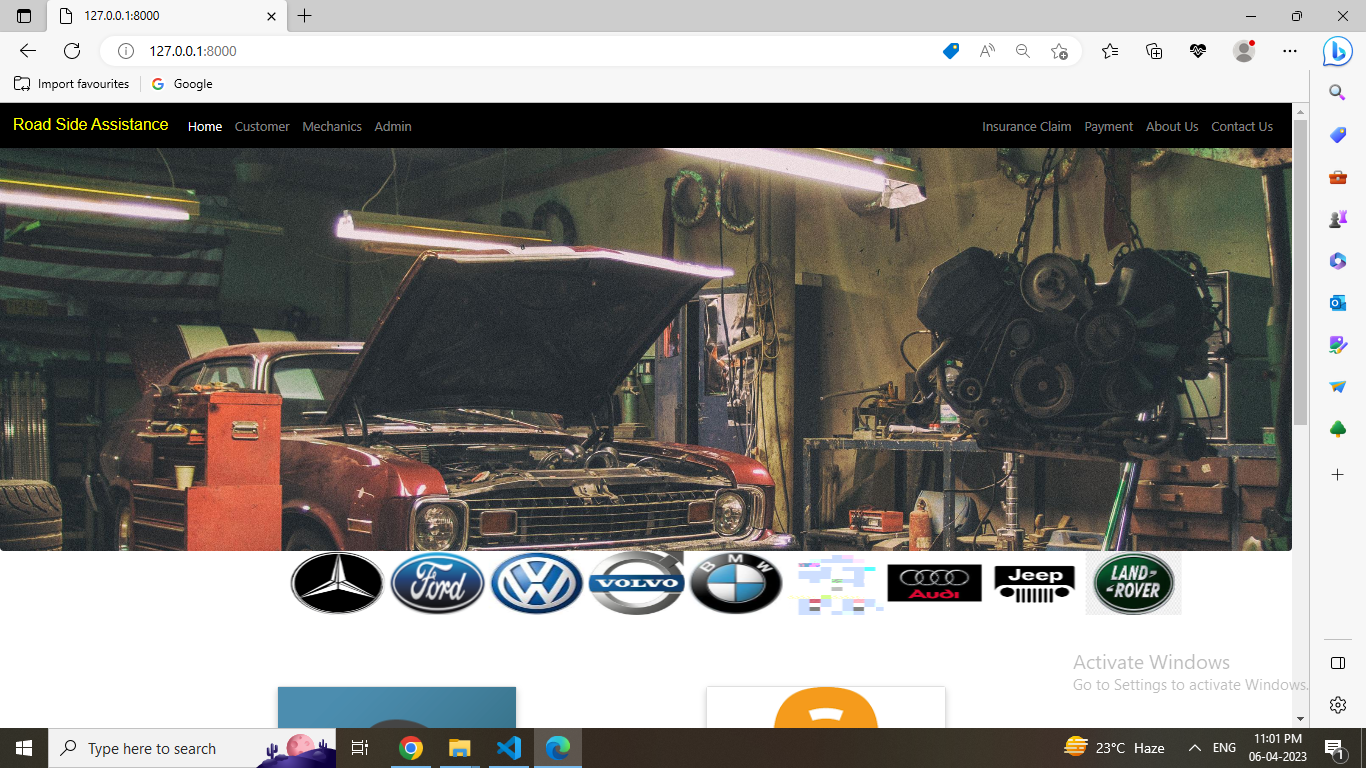 127.0.0.1:8000
127.0.0.1:8000
Import favourites
Google
Road Side Assistance
Home
Customer
Mechanics
Admin
Insurance Claim
Payment
About Us
Contact Us
Ford
VOLVO
BMW
Audi
Jeep
LAND-
-ROVER
Activate Windows
Go to Settings to activate Windows.
Type here to search
23°C Haze
ENG
11:01 PM
06-04-2023
1